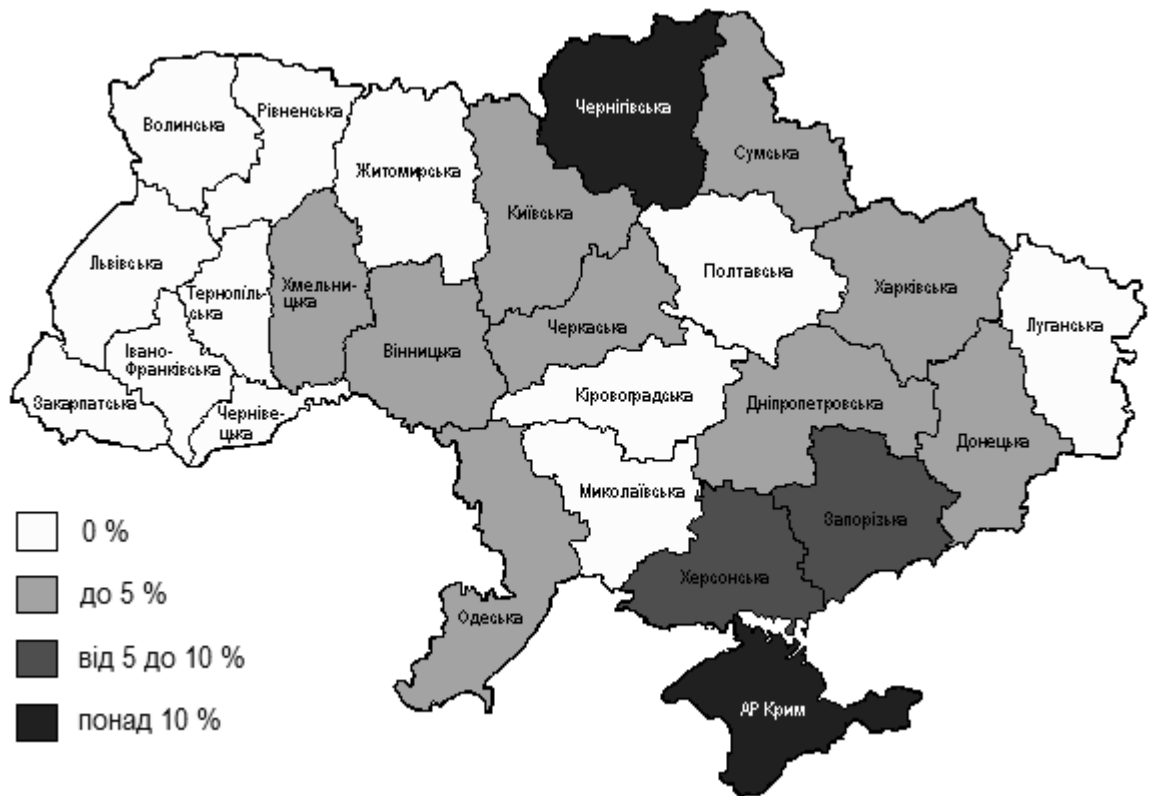 Чернігівська
Волинська
Рівненська
Сумська
Житомирська
Київська
Львівська
Тернопіль-
ська
Хмельни-
цька
Полтавська
Харківська
Луганська
Черкаська
Вінницька
Івано-
Франківська
Закарпатська
Чернівe-
цька
Кіровоградська
Дніпропетровська
Донецька
Миколаївська
Запорізька
Херсонська
Одеська
АР Крим
0 %
до 5 %
від 5 до 10 %
понад 10 %